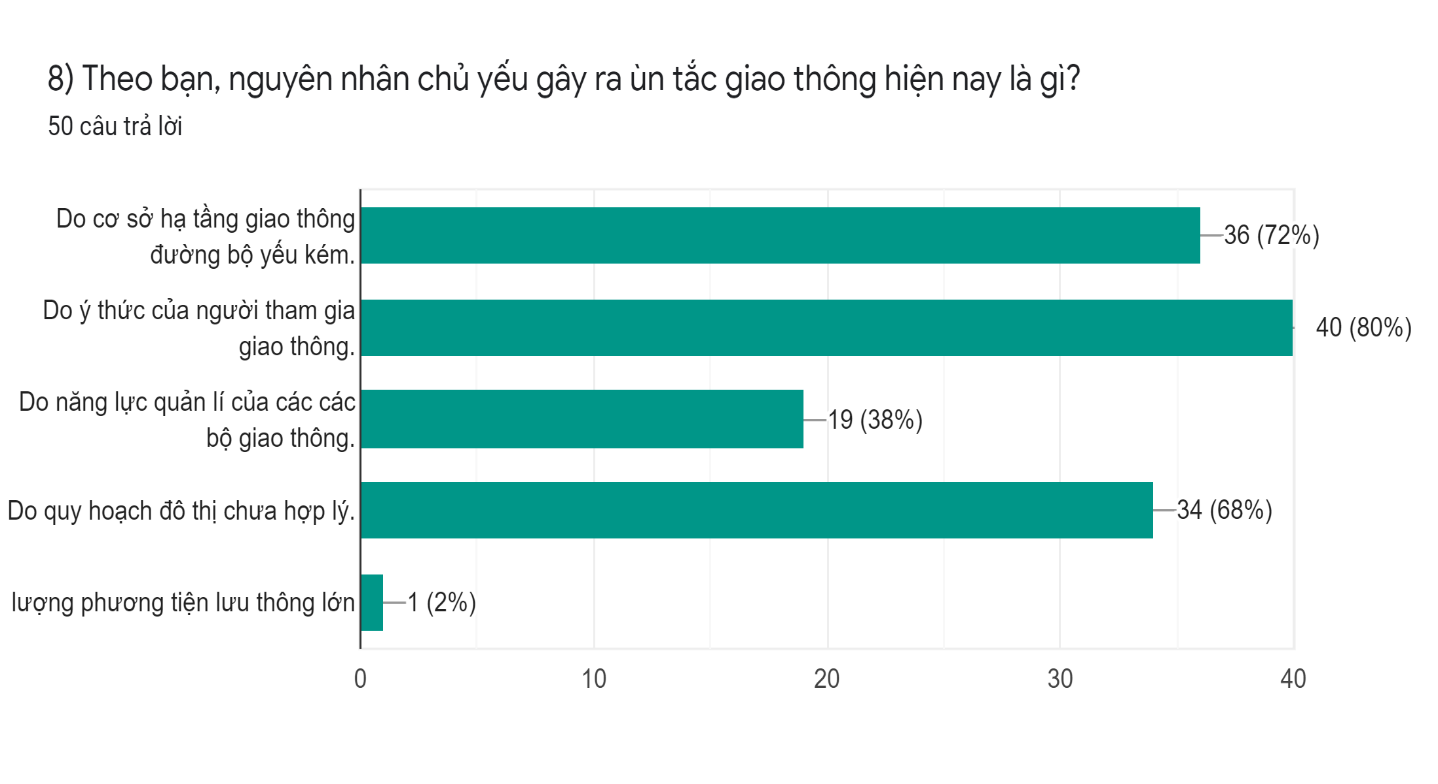 8) Theo bạn, nguyên nhân chủ yếu gây ra ùn tắc giao thông hiện nay là gì?
50 câu trả lời
Do cơ sở hạ tầng giao thông
đường bộ yếu kém.
36 (72%)
Do ý thức của người tham gia
giao thông.
40 (80%)
Do năng lực quản lí của các các
bộ giao thông.
19 (38%)
Do quy hoạch đô thị chưa hợp lý.
34 (68%)
lượng phương tiện lưu thông lớn
1 (2%)
0 10 20 30 40